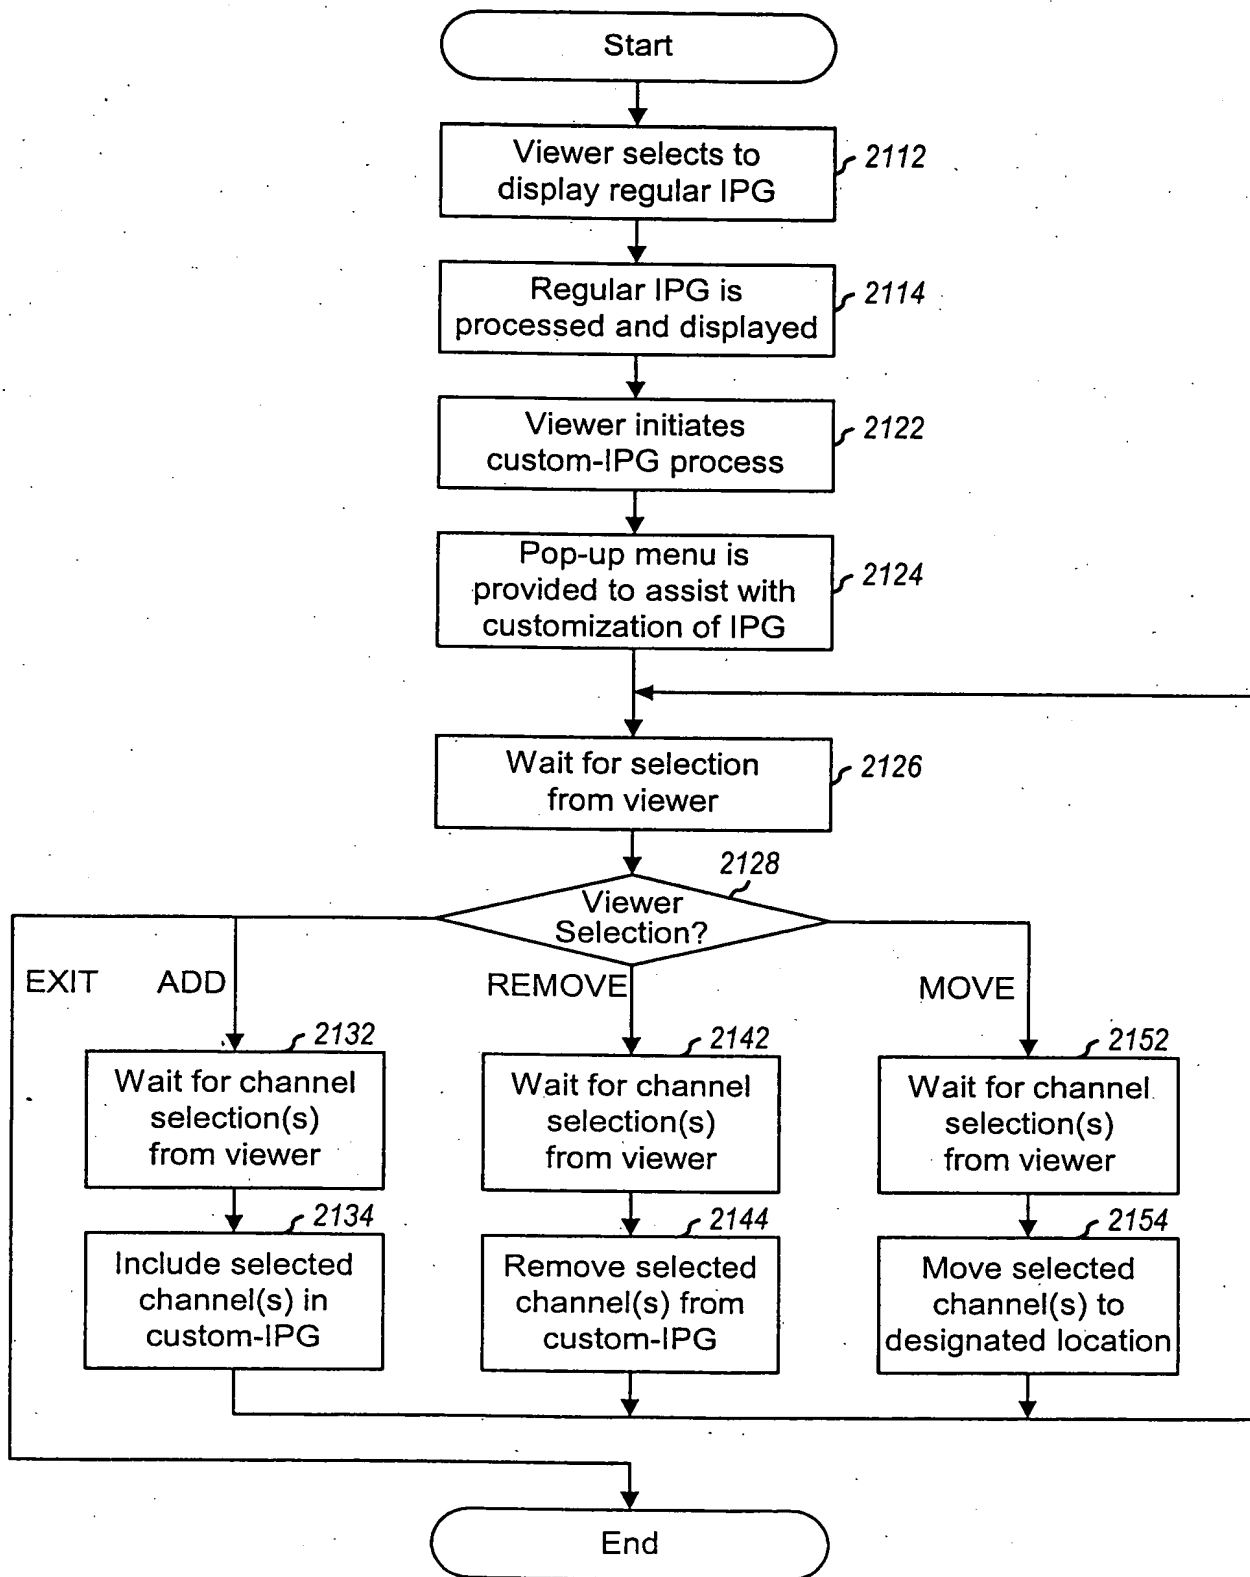 Start
Viewer selects to
display regular IPG
2112
Regular IPG is
processed and displayed
2114
Viewer initiates
custom-IPG process
2122
Pop-up menu is
provided to assist with
customization of IPG
2124
Wait for selection
from viewer
2126
2128
Viewer
Selection?
EXIT
ADD
REMOVE
MOVE
2132
Wait for channel
selection(s)
from viewer
2142
Wait for channel
selection(s)
from viewer
2152
Wait for channel
selection(s)
from viewer
2134
Include selected
channel(s) in
custom-IPG
2144
Remove selected
channel(s) from
custom-IPG
2154
Move selected
channel(s) to
designated location
End